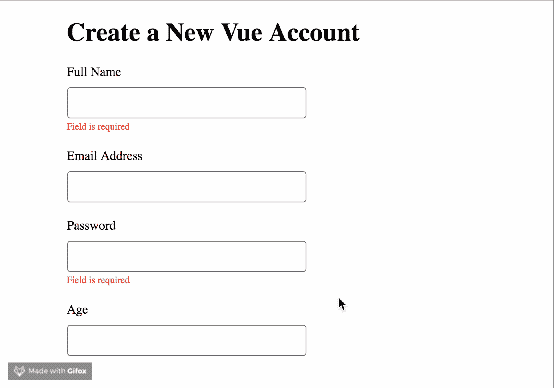 Create a New Vue Account
Full Name
Field is required
Email Address
Password
Field is required
Age
Made with Gifox